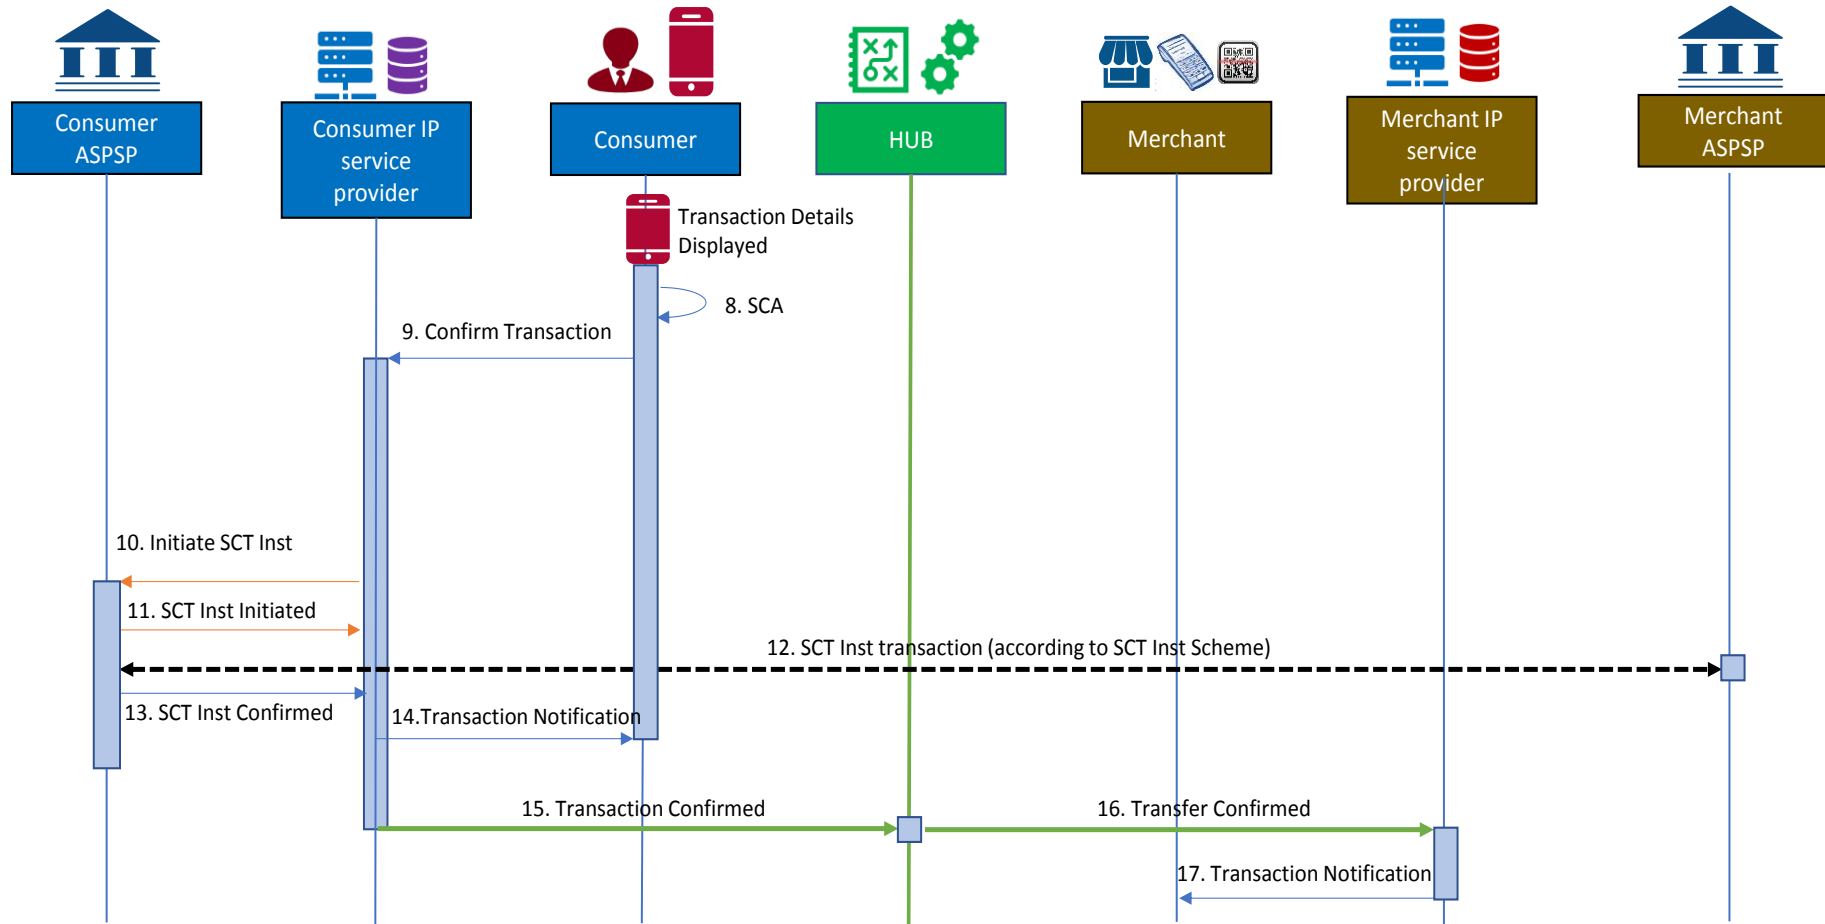 Consumer
ASPSP
Consumer IP
service
provider
Consumer
HUB
Merchant
Merchant IP
service
provider
Merchant
ASPSP
Transaction Details
Displayed
8. SCA
9. Confirm Transaction
10. Initiate SCT Inst
11. SCT Inst Initiated
12. SCT Inst transaction (according to SCT Inst Scheme)
13. SCT Inst Confirmed
14.Transaction Notification
15. Transaction Confirmed
16. Transfer Confirmed
17. Transaction Notification